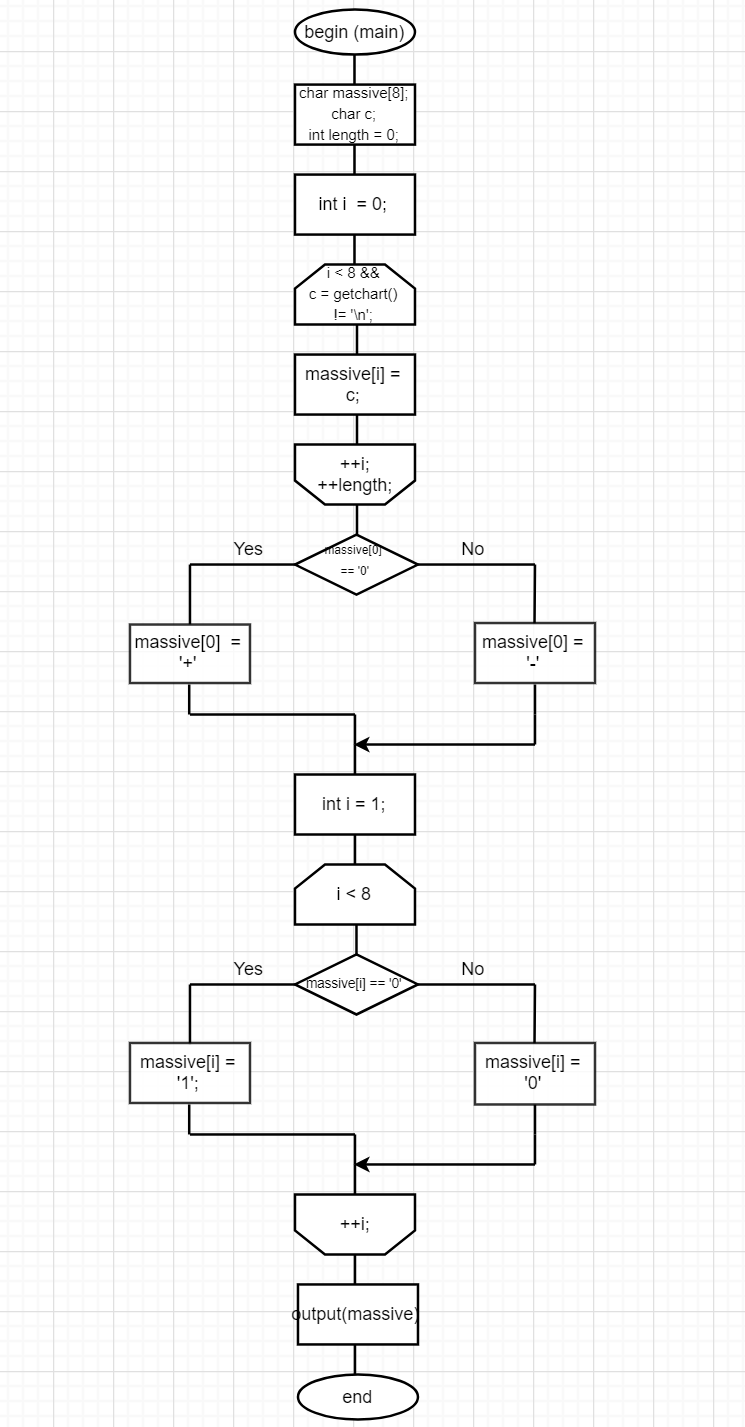 begin (main)
char massive[8];
char c;
int length = 0;
int i  = 0;
i < 8 &&
c = getchart()
!= '\n';
massive[i] =
c;
++i;
++length;
massive[0]
== '0'
Yes
No
massive[0]  =
'+'
massive[0] =
'-'
int i = 1;
i < 8
Yes
No
massive[i] == '0'
massive[i] =
'1';
massive[i] =
'0'
++i;
output(massive)
end